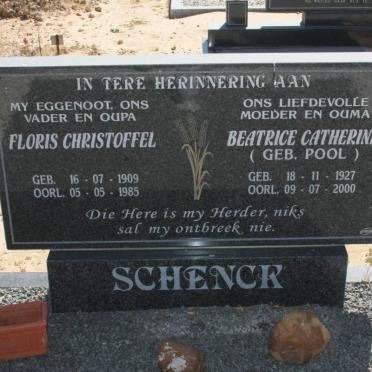 IN TERE HERINNERING AAN
MY EGGENOOT, ONS
VADER EN OUPA
FLORIS CHRISTOFFEL
GEB. 16 - 07 - 1909
OORL. 05 - 05 - 1985
ONS LIEFDEVOLLE
MOEDER EN OUMA
BEATRICE CATHERINA
( GEB. POOL )
GEB. 18 - 11 - 1927
OORL. 09 - 07 - 2000
Die Here is my Herder, niks
sal my ontbreek nie.
SCHENCK